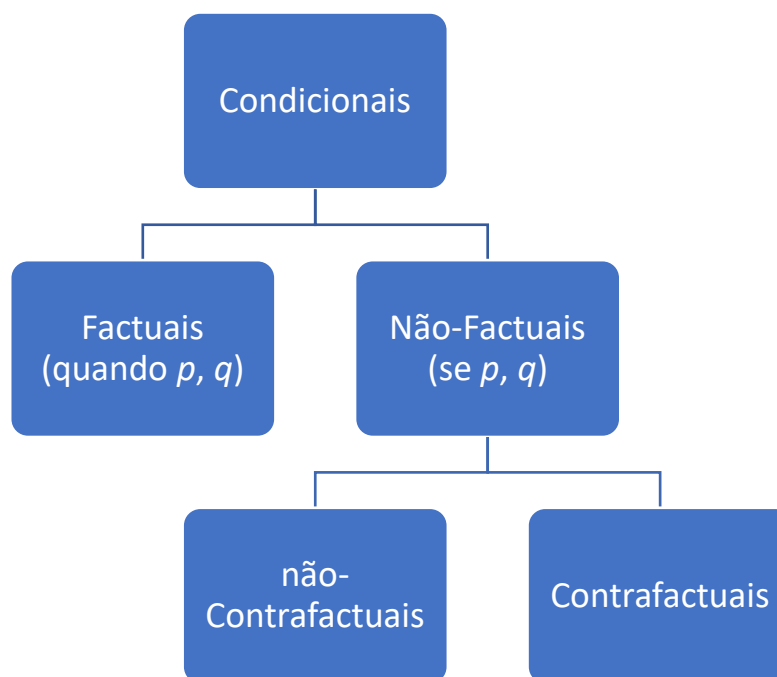 Condicionais
Factuais
(quando p, q)
Não-Factuais
(se p, q)
não-
Contrafactuais
Contrafactuais